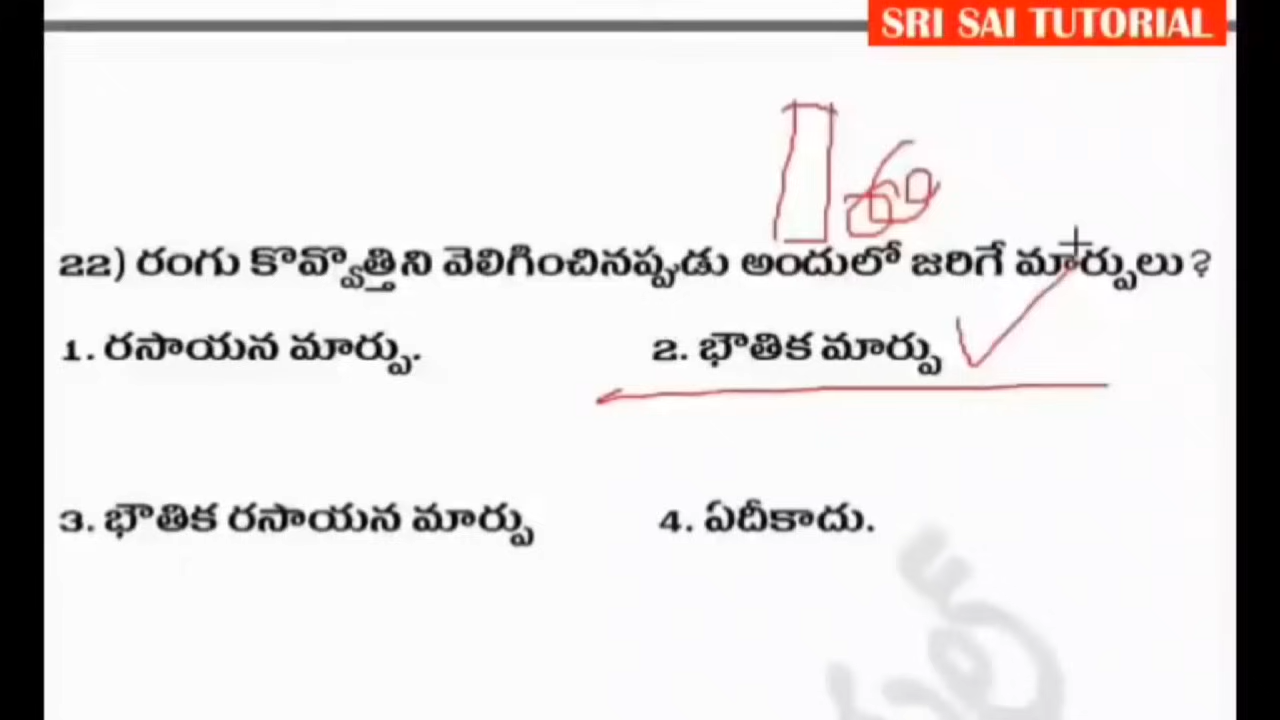 SRI SAI TUTORIAL
22) రంగు కొవ్వొత్తిని వెలిగించినప్పుడు అందులో జరిగే మార్పులు?
1. రసాయన మార్పు. 2. భౌతిక మార్పు
3. భౌతిక రసాయన మార్పు 4. ఏదీకాదు.